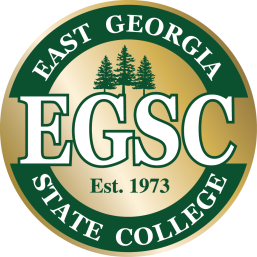 EAST GEORGIA
EGSC
Est. 1973
STATE COLLEGE